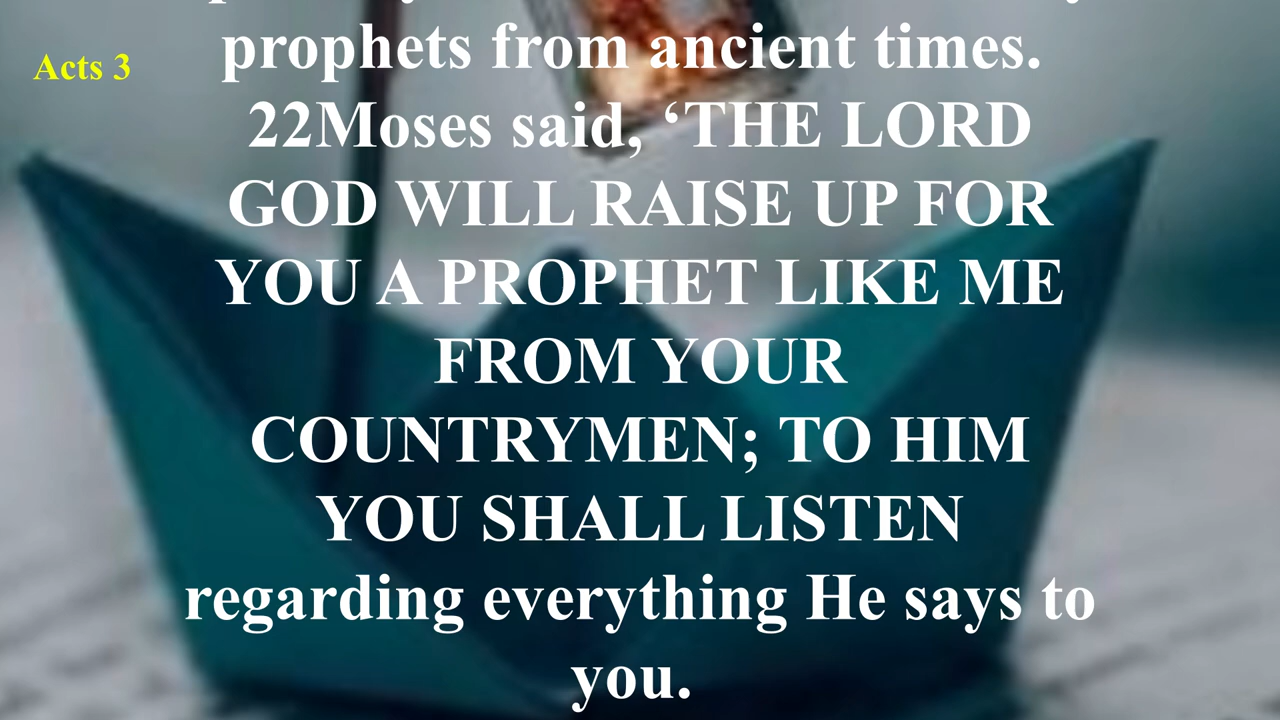 Acts 3
prophets from ancient times.
22Moses said, ‘THE LORD
GOD WILL RAISE UP FOR
YOU A PROPHET LIKE ME
FROM YOUR
COUNTRYMEN; TO HIM
YOU SHALL LISTEN
regarding everything He says to
you.